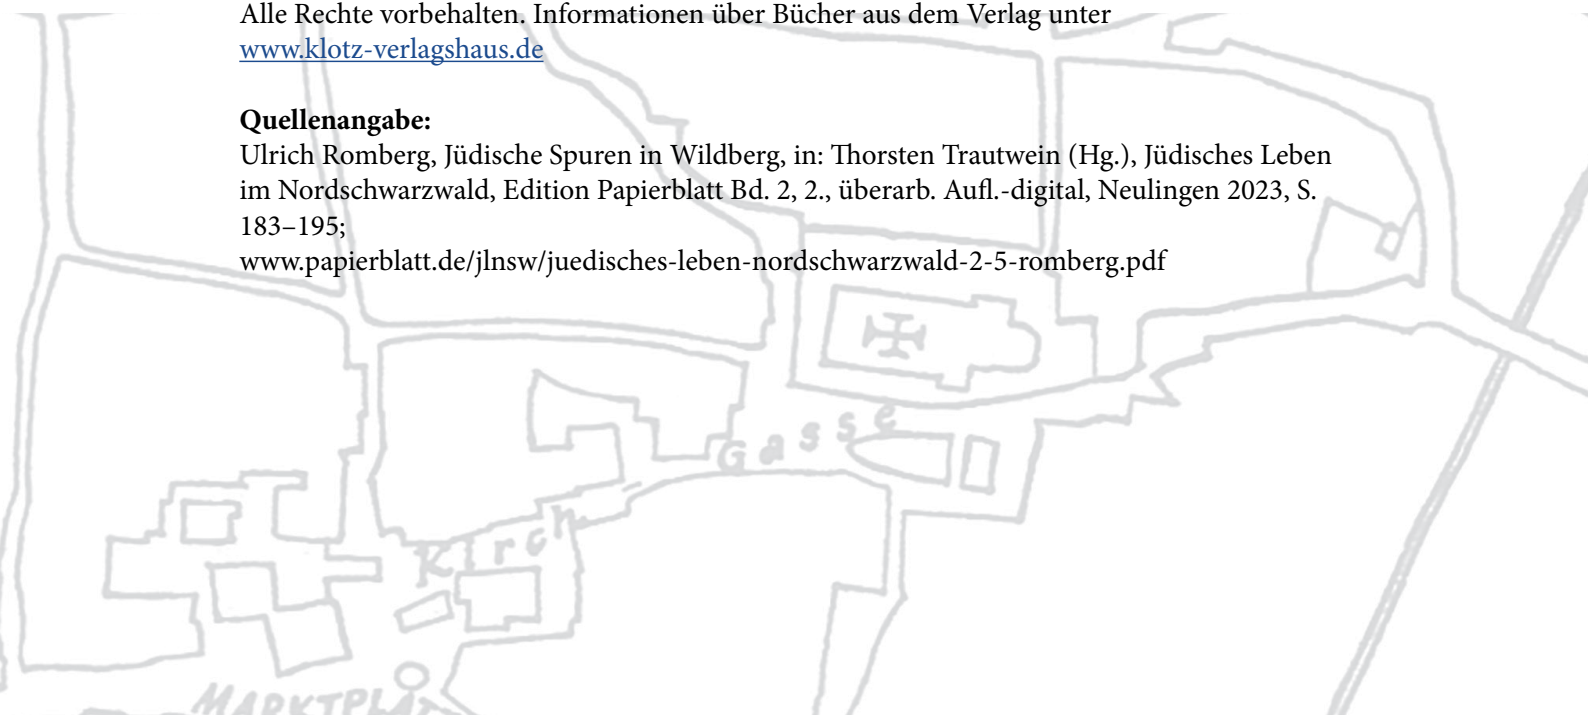 Alle Rechte vorbehalten. Informationen über Bücher aus dem Verlag unter
www.klotz-verlagshaus.de
Quellenangabe:
Ulrich Romberg, Jüdische Spuren in Wildberg, in: Thorsten Trautwein (Hg.), Jüdisches Leben
im Nordschwarzwald, Edition Papierblatt Bd. 2, 2., überarb. Aufl.-digital, Neulingen 2023, S.
183–195;
www.papierblatt.de/jlnsw/juedisches-leben-nordschwarzwald-2-5-romberg.pdf
Kirch Gasse